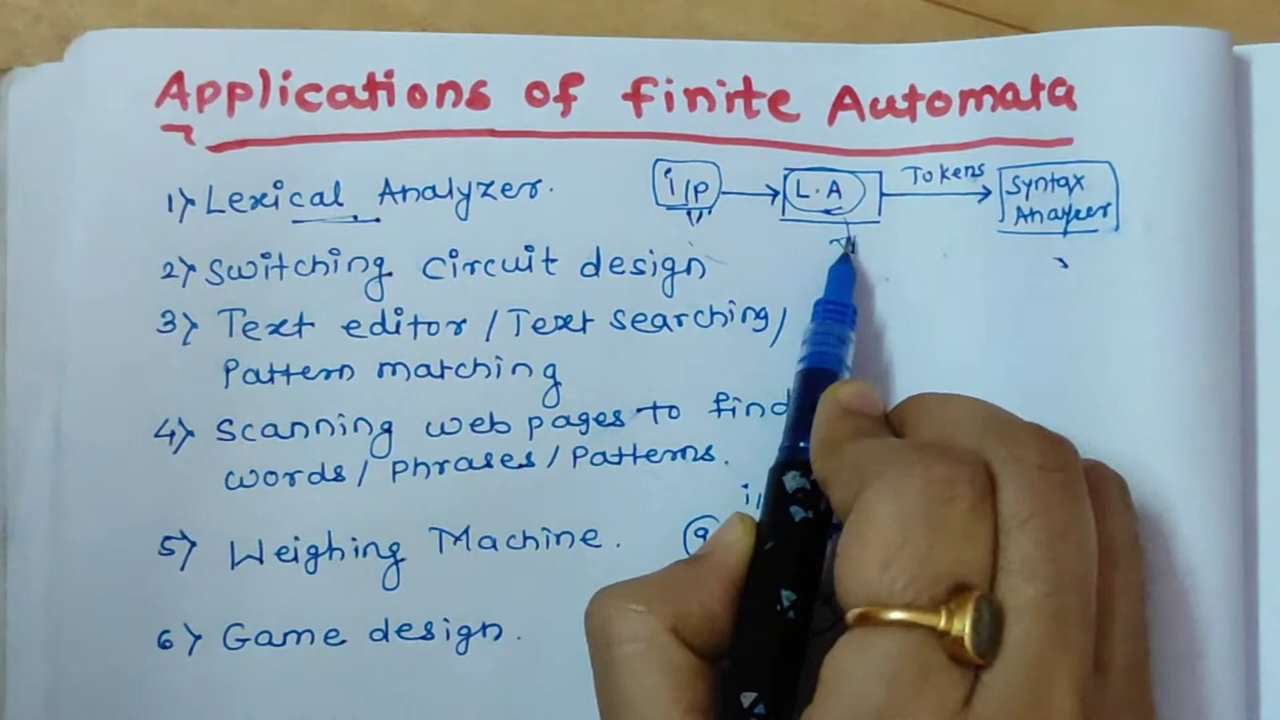 Applications of finite Automata
1) Lexical Analyzer.
i/p
L.A
Tokens
Syntax
Analyzer
2) Switching circuit design
3) Text editor / Text searching /
Pattern matching
4) Scanning web pages to find
words / phrases / Patterns.
5) Weighing Machine.
6) Game design.